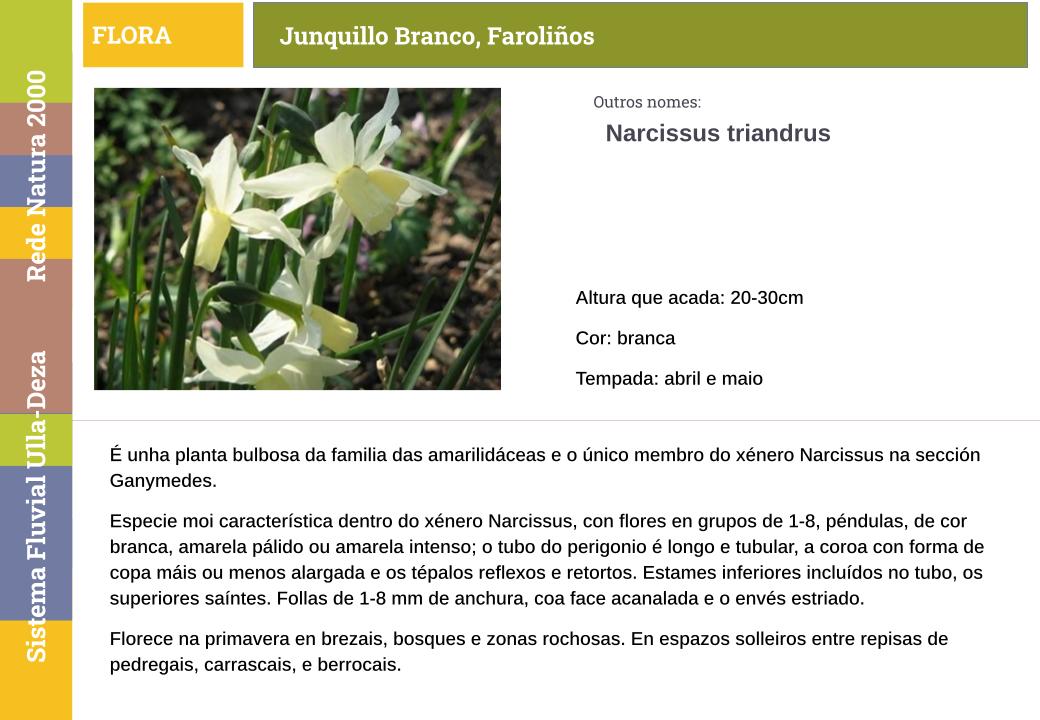 FLORA
Junquillo Branco, Faroliños
Rede Natura 2000
Sistema Fluvial Ulla-Deza
Outros nomes:
Narcissus triandrus
Altura que acada: 20-30cm
Cor: branca
Tempada: abril e maio
É unha planta bulbosa da familia das amarilidáceas e o único membro do xénero Narcissus na sección
Ganymedes.
Especie moi característica dentro do xénero Narcissus, con flores en grupos de 1-8, péndulas, de cor
branca, amarela pálido ou amarela intenso; o tubo do perigonio é longo e tubular, a coroa con forma de
copa máis ou menos alargada e os tépalos reflexos e retortos. Estames inferiores incluídos no tubo, os
superiores saíntes. Follas de 1-8 mm de anchura, coa face acanalada e o envés estriado.
Florece na primavera en brezais, bosques e zonas rochosas. En espazos solleiros entre repisas de
pedregais, carrascais, e berrocais.